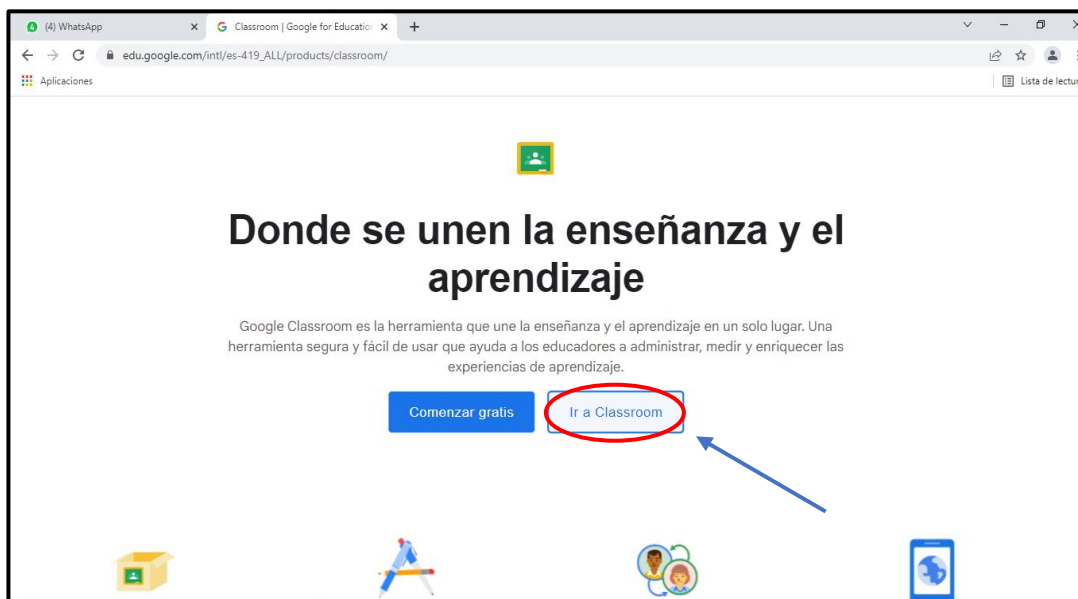 (4) WhatsApp
Classroom | Google for Education
edu.google.com/intl/es-419_ALL/products/classroom/
Aplicaciones
Lista de lectur
Donde se unen la enseñanza y el
aprendizaje
Google Classroom es la herramienta que une la enseñanza y el aprendizaje en un solo lugar. Una
herramienta segura y fácil de usar que ayuda a los educadores a administrar, medir y enriquecer las
experiencias de aprendizaje.
Comenzar gratis
Ir a Classroom